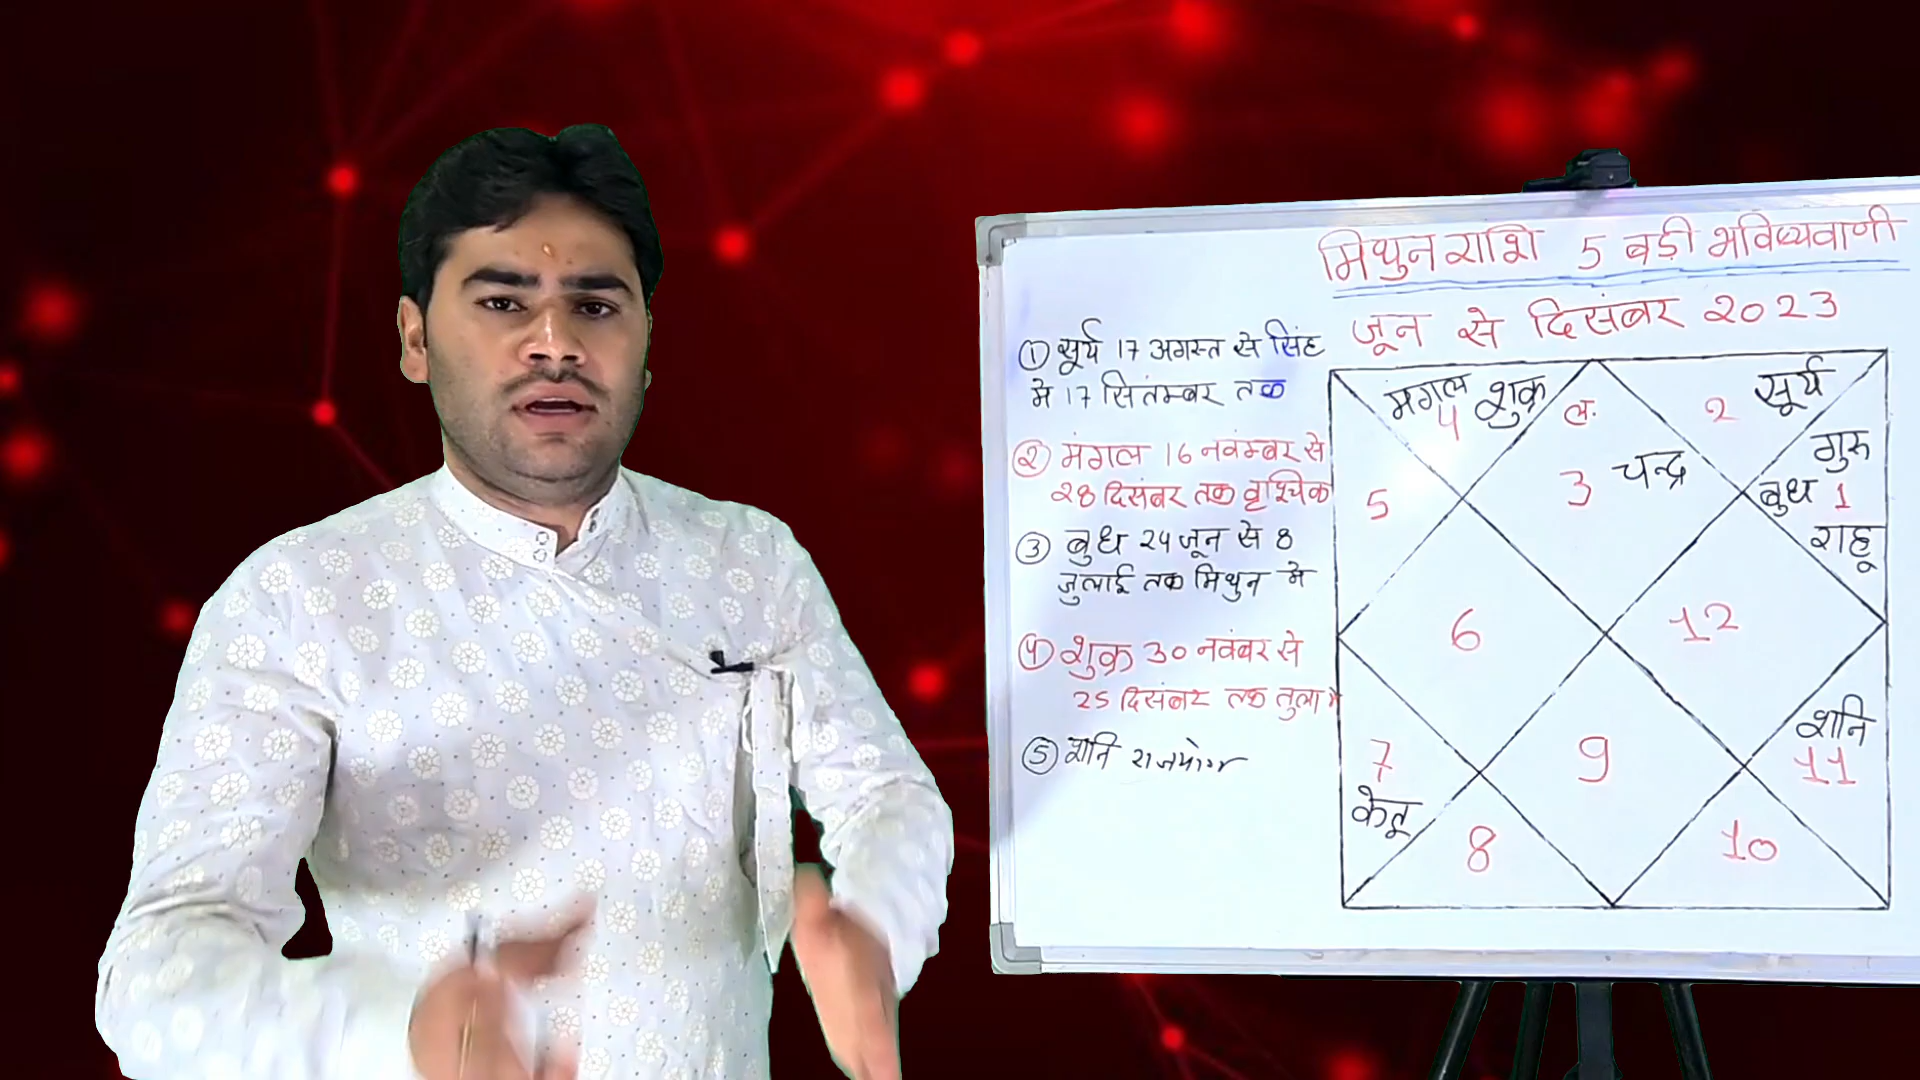 मिथुन राशि 5 बड़ी भविष्यवाणी
जून से दिसंबर 2023
① सूर्य 17 अगस्त से सिंह
मे 17 सितम्बर तक
② मंगल 16 नवंम्बर से
28 दिसंबर तक वृश्चिक
③ बुध 24 जून से 8
जुलाई तक मिथुन मे
④ शुक्र 30 नवंबर से
25 दिसंबर तक तुला मे
⑤ शनि राजयोग
मंगल शुक्र
4
ल.
2 सूर्य
गुरु
बुध 1
राहू
3 चन्द्र
5
6
12
7
केतू
8
9
10
शनि
11